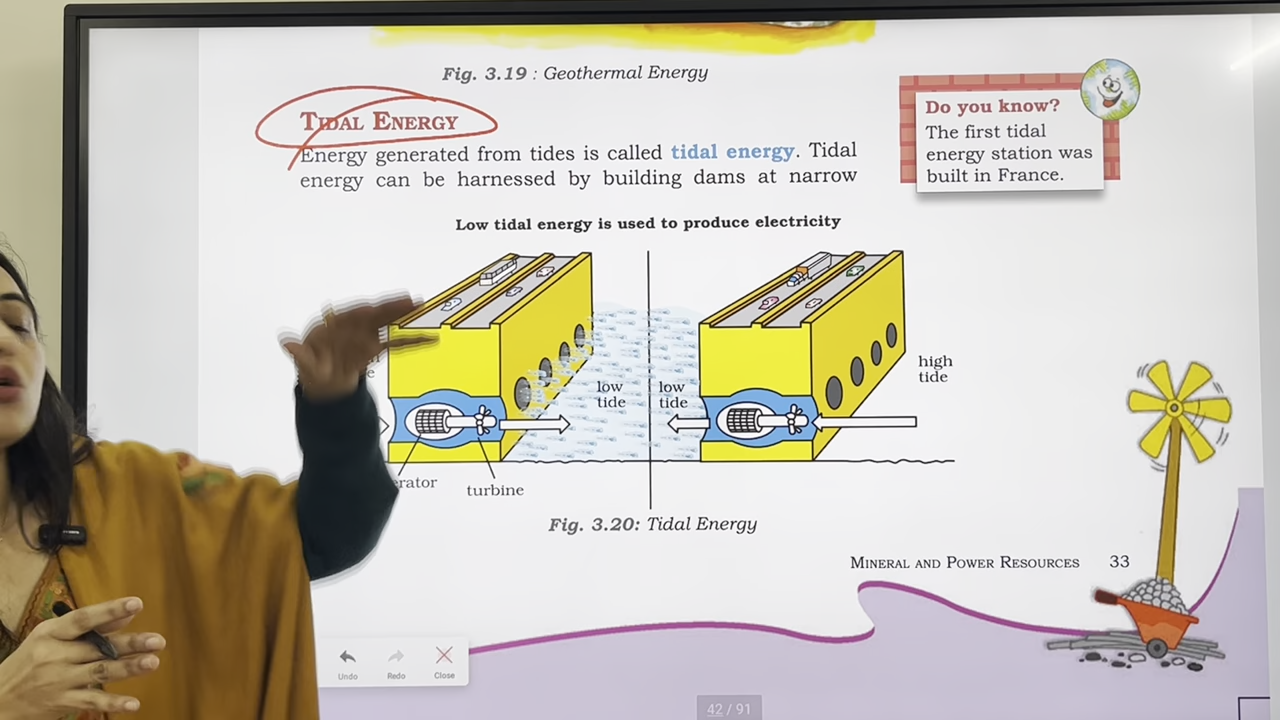 Fig. 3.19 : Geothermal Energy
TIDAL ENERGY
Energy generated from tides is called tidal energy. Tidal
energy can be harnessed by building dams at narrow
Do you know?
The first tidal
energy station was
built in France.
Low tidal energy is used to produce electricity
low
tide
low
tide
high
tide
turbine
Fig. 3.20: Tidal Energy
MINERAL AND POWER RESOURCES 33
Undo Redo Close
42 / 91